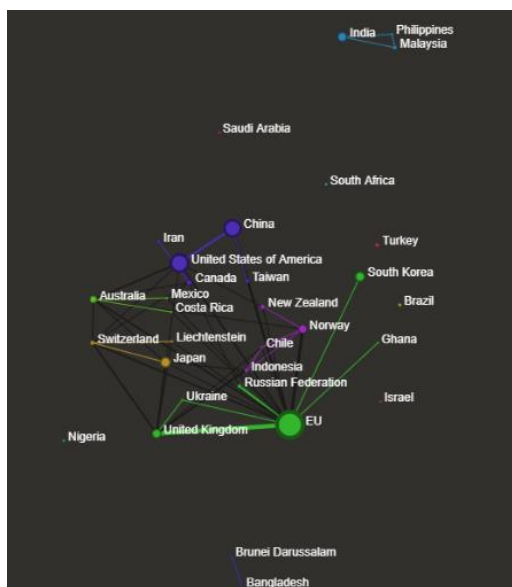 India
Philippines
Malaysia
Saudi Arabia
South Africa
China
Iran
Turkey
United States of America
South Korea
Canada
Taiwan
Australia
Mexico
New Zealand
Brazil
Costa Rica
Norway
Switzerland
Liechtenstein
Chile
Ghana
Japan
Indonesia
Russian Federation
Ukraine
Israel
EU
United Kingdom
Nigeria
Brunei Darussalam
Bangladesh